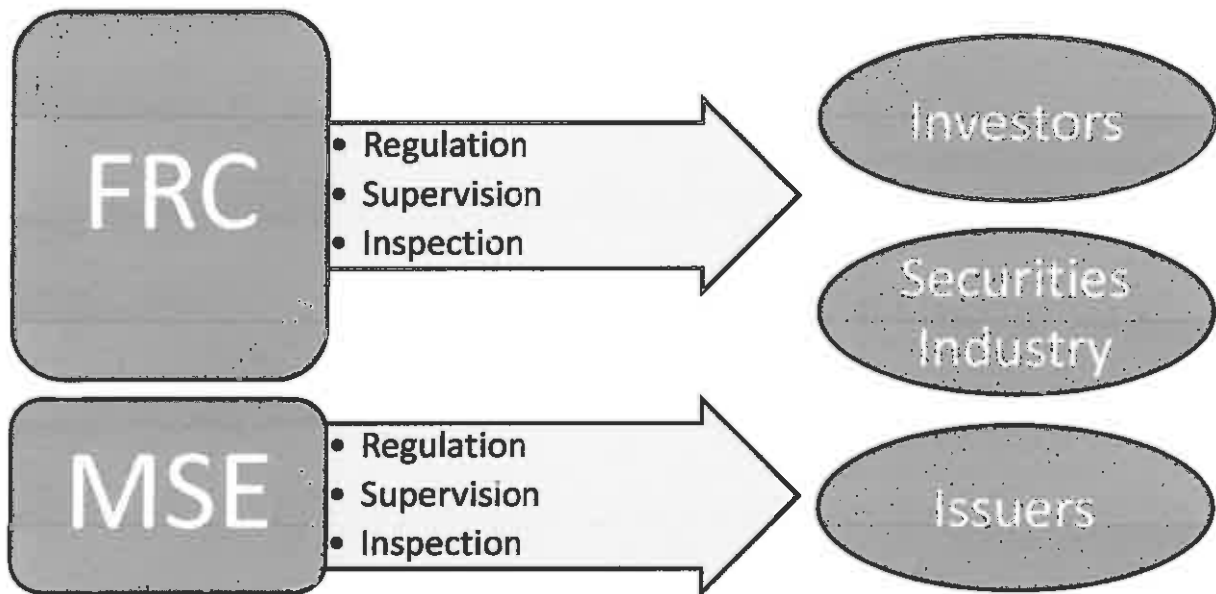 FRC
• Regulation
• Supervision
• Inspection
MSE
• Regulation
• Supervision
• Inspection
Investors
Securities
Industry
Issuers